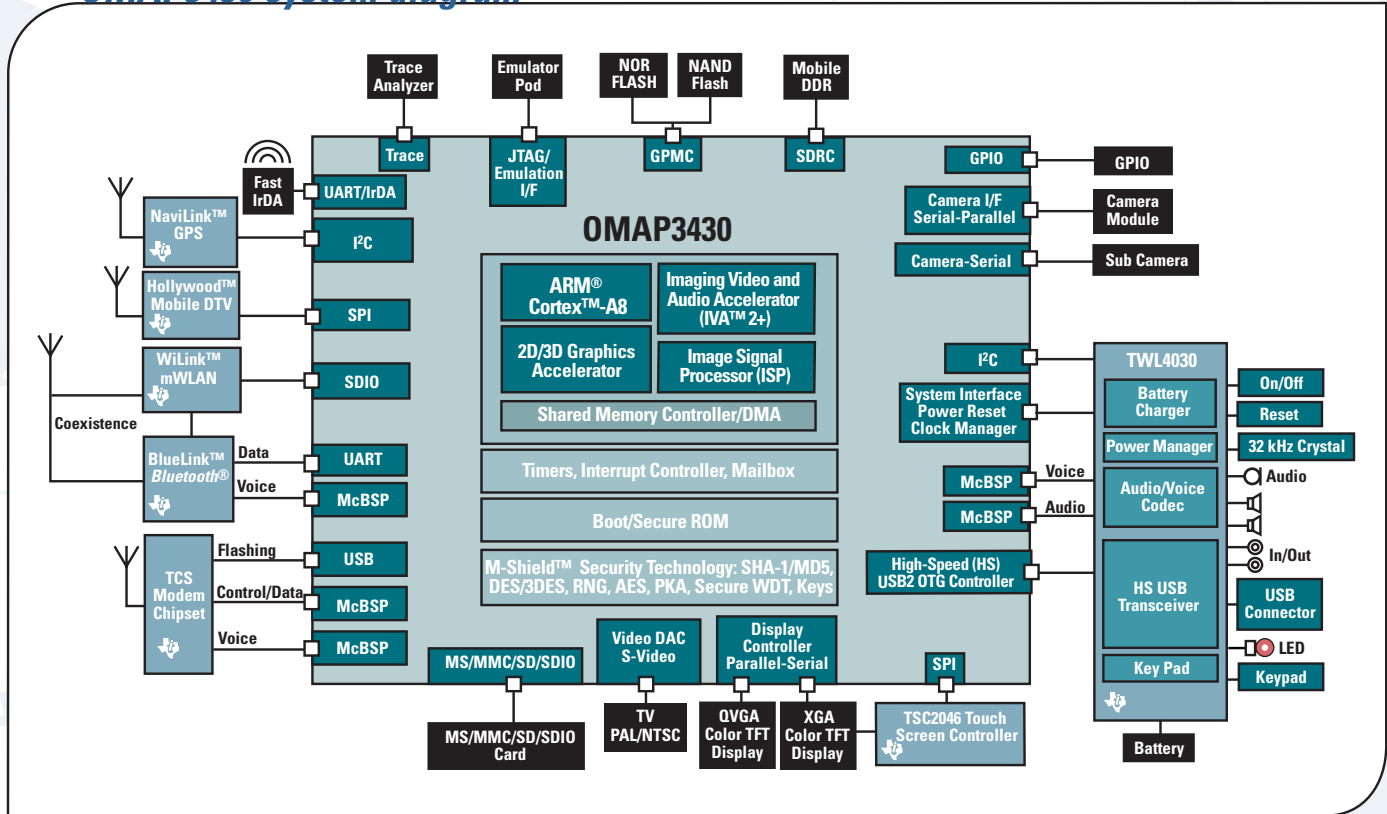 OMAP3430 system diagram
Trace
Analyzer
Emulator
Pod
NOR
FLASH
NAND
Flash
Mobile
DDR
Trace
JTAG/
Emulation
I/F
GPMC
SDRC
GPIO
GPIO
Fast
IrDA
UART/IrDA
Camera I/F
Serial-Parallel
Camera
Module
NaviLink™
GPS
I²C
OMAP3430
Camera-Serial
Sub Camera
Hollywood™
Mobile DTV
SPI
ARM®
Cortex™-A8
Imaging Video and
Audio Accelerator
(IVA™ 2+)
2D/3D Graphics
Accelerator
Image Signal
Processor (ISP)
Shared Memory Controller/DMA
WiLink™
mWLAN
SDIO
Coexistence
BlueLink™
Bluetooth®
Data
Voice
UART
McBSP
Timers, Interrupt Controller, Mailbox
Boot/Secure ROM
M-Shield™ Security Technology: SHA-1/MD5,
DES/3DES, RNG, AES, PKA, Secure WDT, Keys
TCS
Modem
Chipset
Flashing
Control/Data
Voice
USB
McBSP
McBSP
I²C
System Interface
Power Reset
Clock Manager
McBSP
McBSP
Voice
Audio
High-Speed (HS)
USB2 OTG Controller
TWL4030
Battery
Charger
Power Manager
Audio/Voice
Codec
HS USB
Transceiver
Key Pad
On/Off
Reset
32 kHz Crystal
Audio
In/Out
USB
Connector
LED
Keypad
Battery
MS/MMC/SD/SDIO
Video DAC
S-Video
Display
Controller
Parallel-Serial
SPI
MS/MMC/SD/SDIO
Card
TV
PAL/NTSC
QVGA
Color TFT
Display
XGA
Color TFT
Display
TSC2046 Touch
Screen Controller